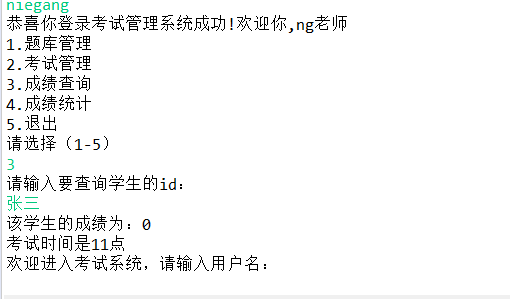 niegang
恭喜你登录考试管理系统成功!欢迎你,ng老师
1.题库管理
2.考试管理
3.成绩查询
4.成绩统计
5.退出
请选择（1-5）
3
请输入要查询学生的id：
张三
该学生的成绩为：0
考试时间是11点
欢迎进入考试系统，请输入用户名：